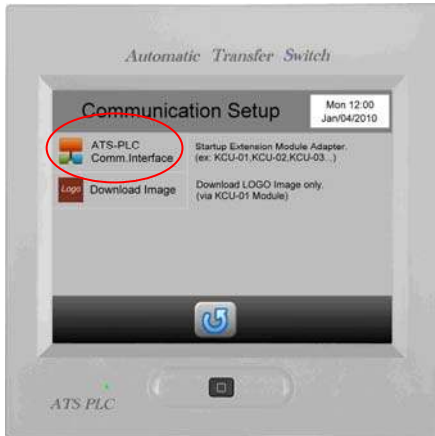 Automatic Transfer Switch
Communication Setup
Mon 12:00
Jan/04/2010
ATS-PLC
Comm.Interface
Startup Extension Module Adapter.
(ex: KCU-01,KCU-02,KCU-03...)
Logo
Download Image
Download LOGO Image only.
(via KCU-01 Module)
ATS PLC